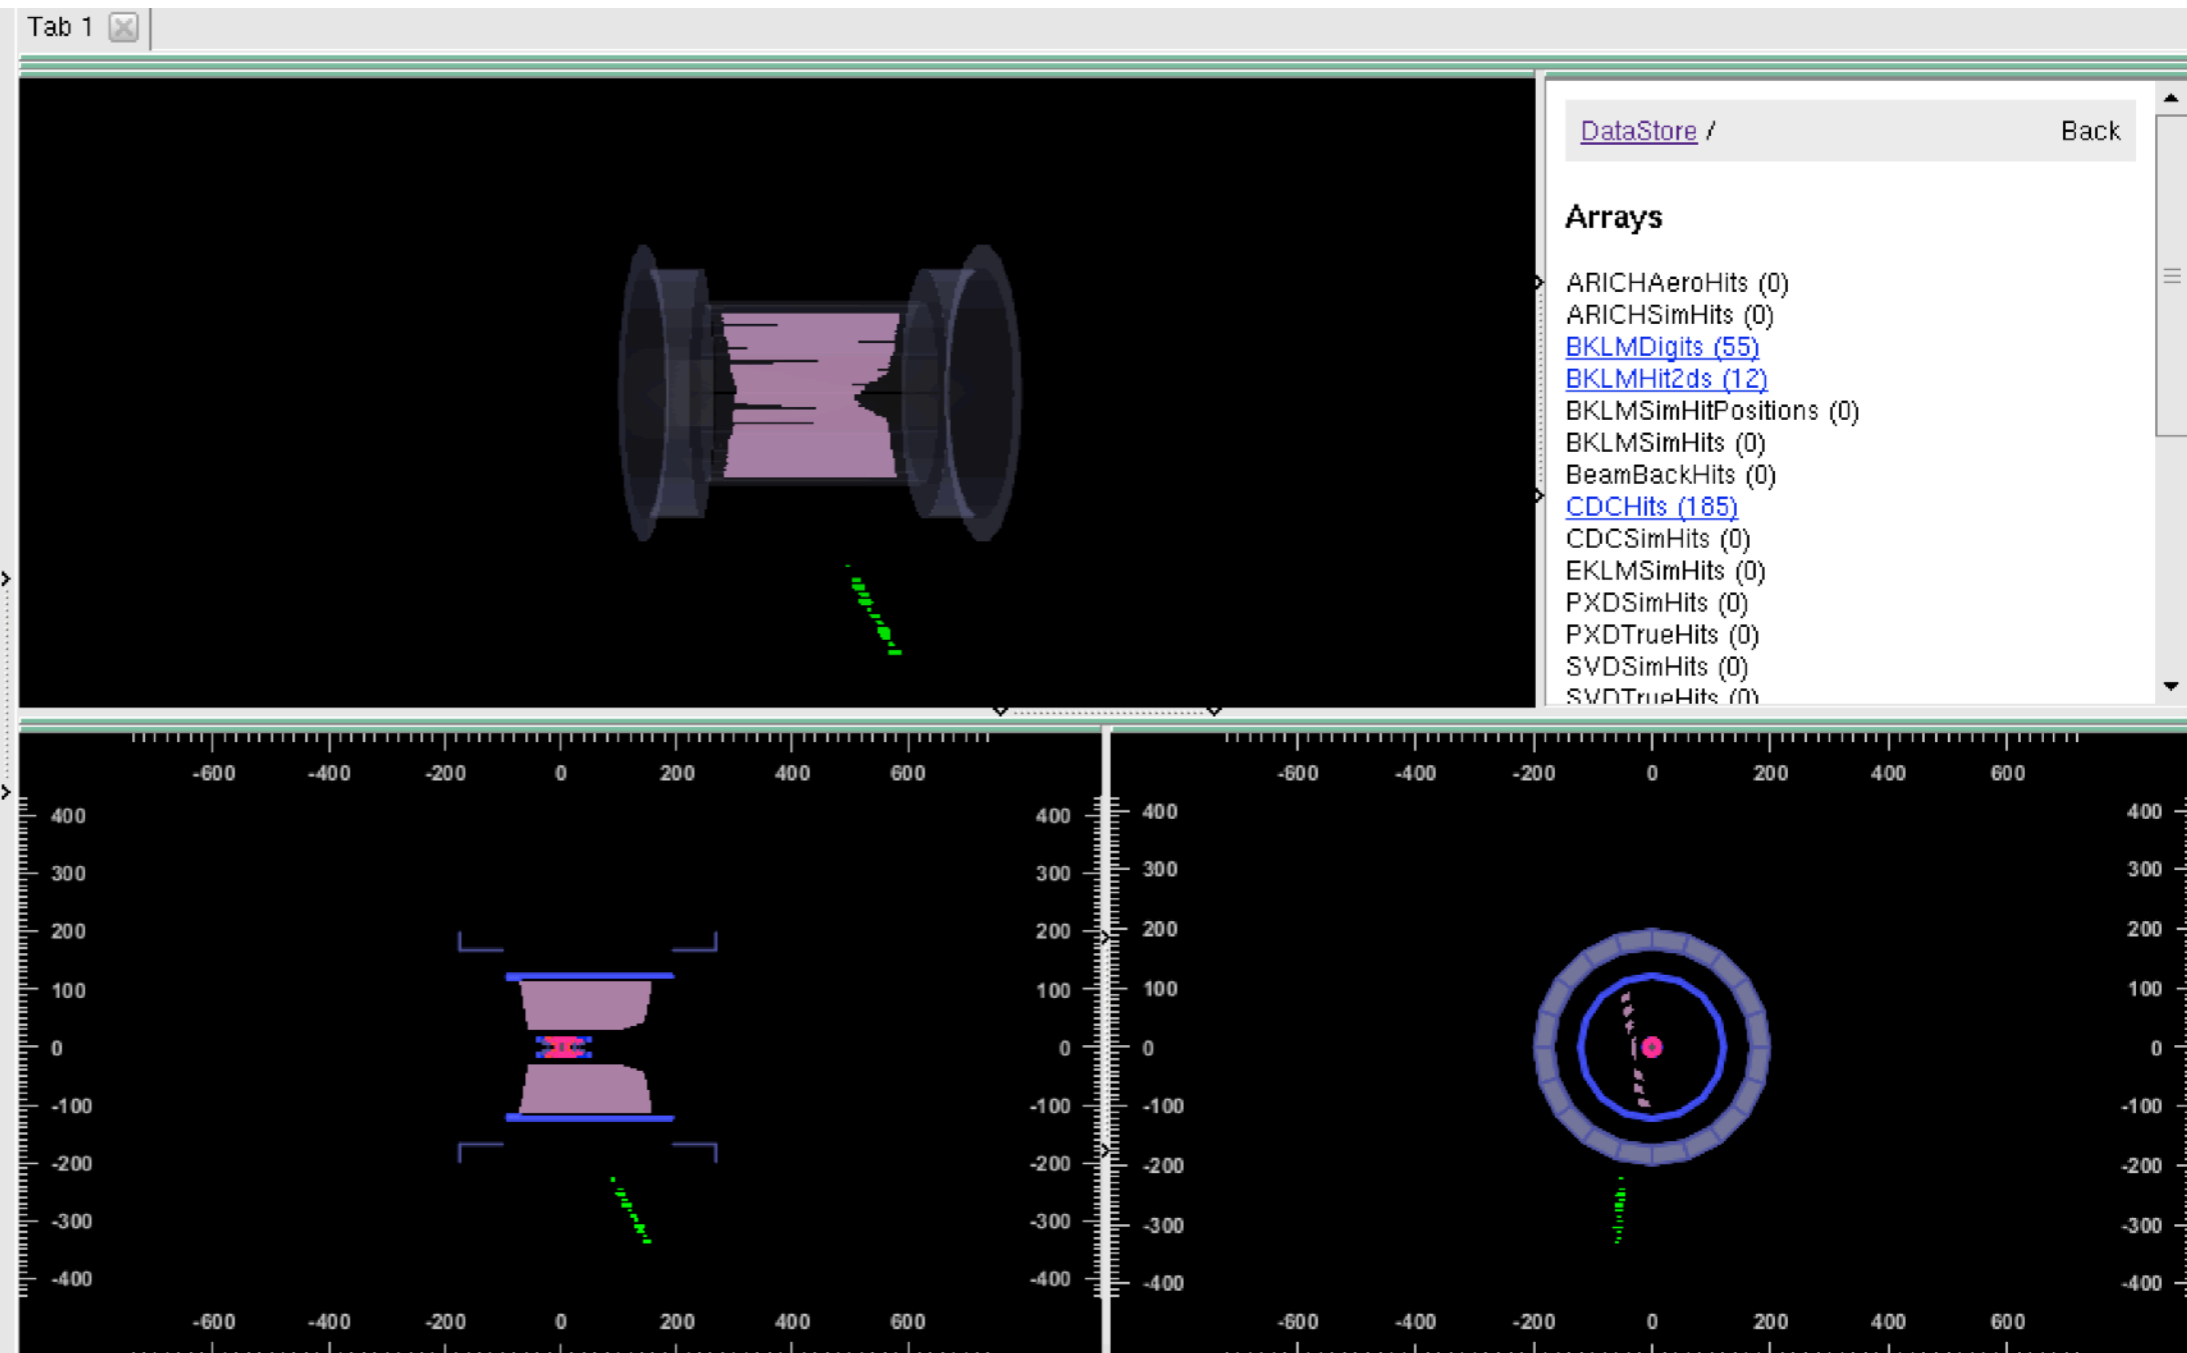 Tab 1
DataStore / Back
Arrays
ARICHAeroHits (0)
ARICHSimHits (0)
BKLMDigits (55)
BKLMHit2ds (12)
BKLMSimHitPositions (0)
BKLMSimHits (0)
BeamBackHits (0)
CDCHits (185)
CDCSimHits (0)
EKLMSimHits (0)
PXDSimHits (0)
PXDTrueHits (0)
SVDSimHits (0)
SVDTrueHits (0)
-600 -400 -200 0 200 400 600
400 400
300 300
200 200
100 100
0 0
-100 -100
-200 -200
-300 -300
-400 -400
-600 -400 -200 0 200 400 600
-600 -400 -200 0 200 400 600
400 400
300 300
200 200
100 100
0 0
-100 -100
-200 -200
-300 -300
-400 -400
-600 -400 -200 0 200 400 600